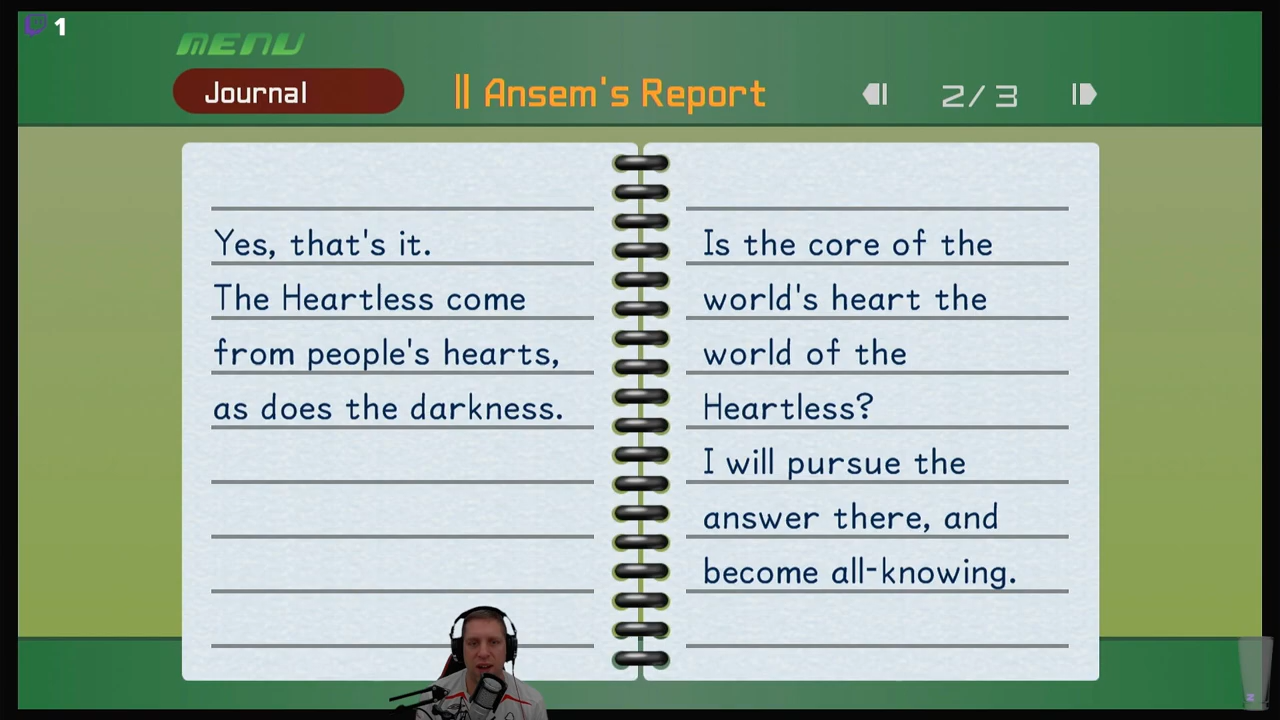 1
MENU
Journal
Ansem's Report
2/3
Yes, that's it.
The Heartless come
from people's hearts,
as does the darkness.
Is the core of the
world's heart the
world of the
Heartless?
I will pursue the
answer there, and
become all-knowing.